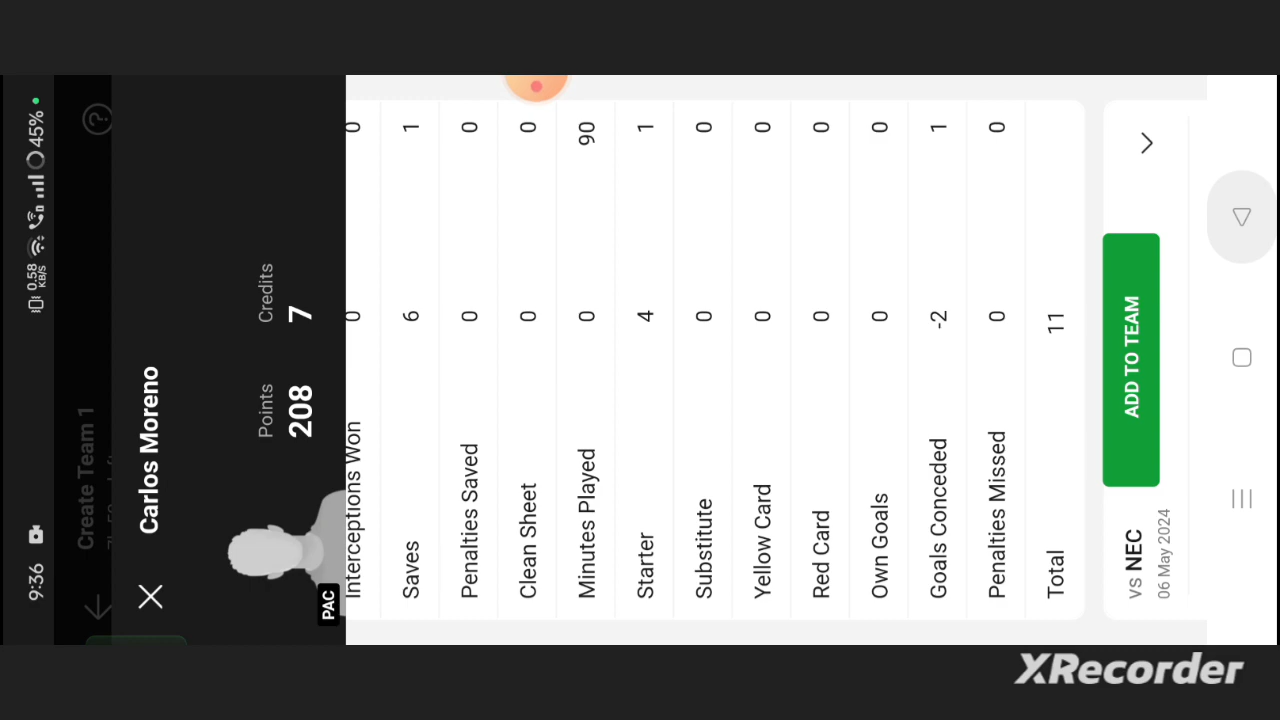 9:36
0.58 KB/S
45%
Create Team 1
Carlos Moreno
Points
Credits
208
7
PAC
Interceptions Won 0 0
Saves 6 1
Penalties Saved 0 0
Clean Sheet 0 0
Minutes Played 0 90
Starter 4 1
Substitute 0 0
Yellow Card 0 0
Red Card 0 0
Own Goals 0 0
Goals Conceded -2 1
Penalties Missed 0 0
Total 11
vs NEC
06 May 2024
ADD TO TEAM
XRecorder